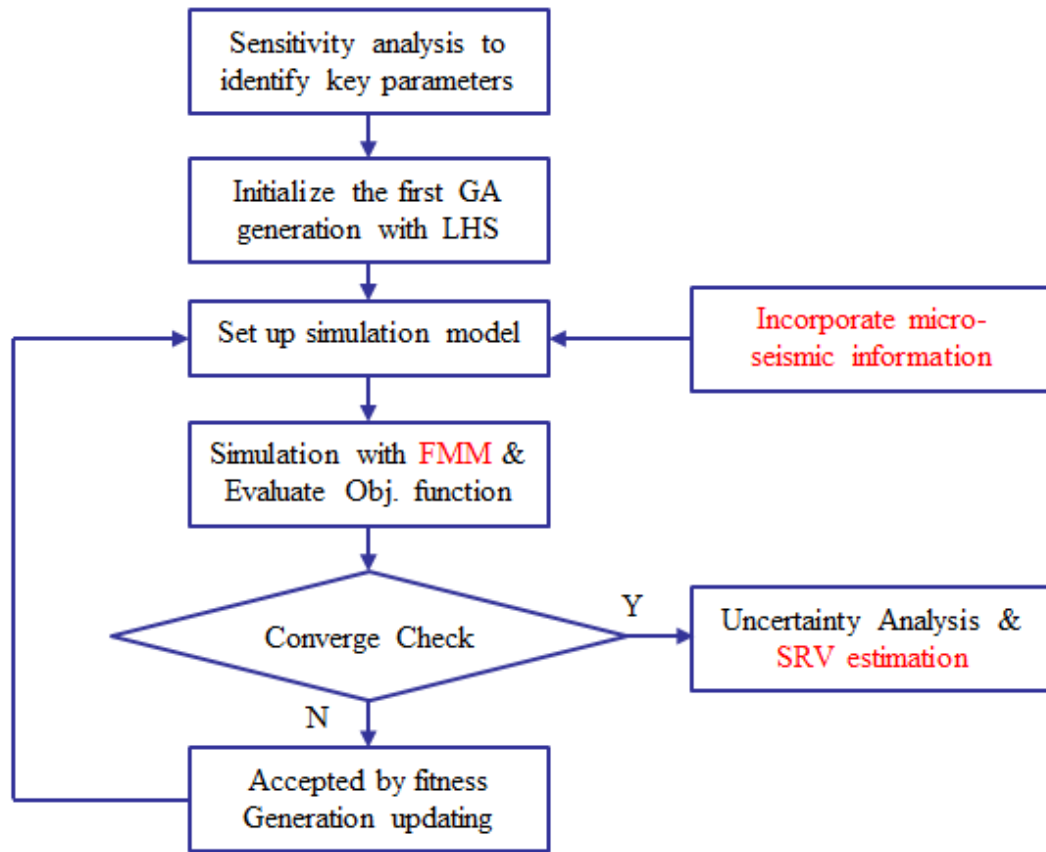 Sensitivity analysis to
identify key parameters
Initialize the first GA
generation with LHS
Set up simulation model
Incorporate micro-
seismic information
Simulation with FMM &
Evaluate Obj. function
Converge Check
Y
Uncertainty Analysis &
SRV estimation
N
Accepted by fitness
Generation updating